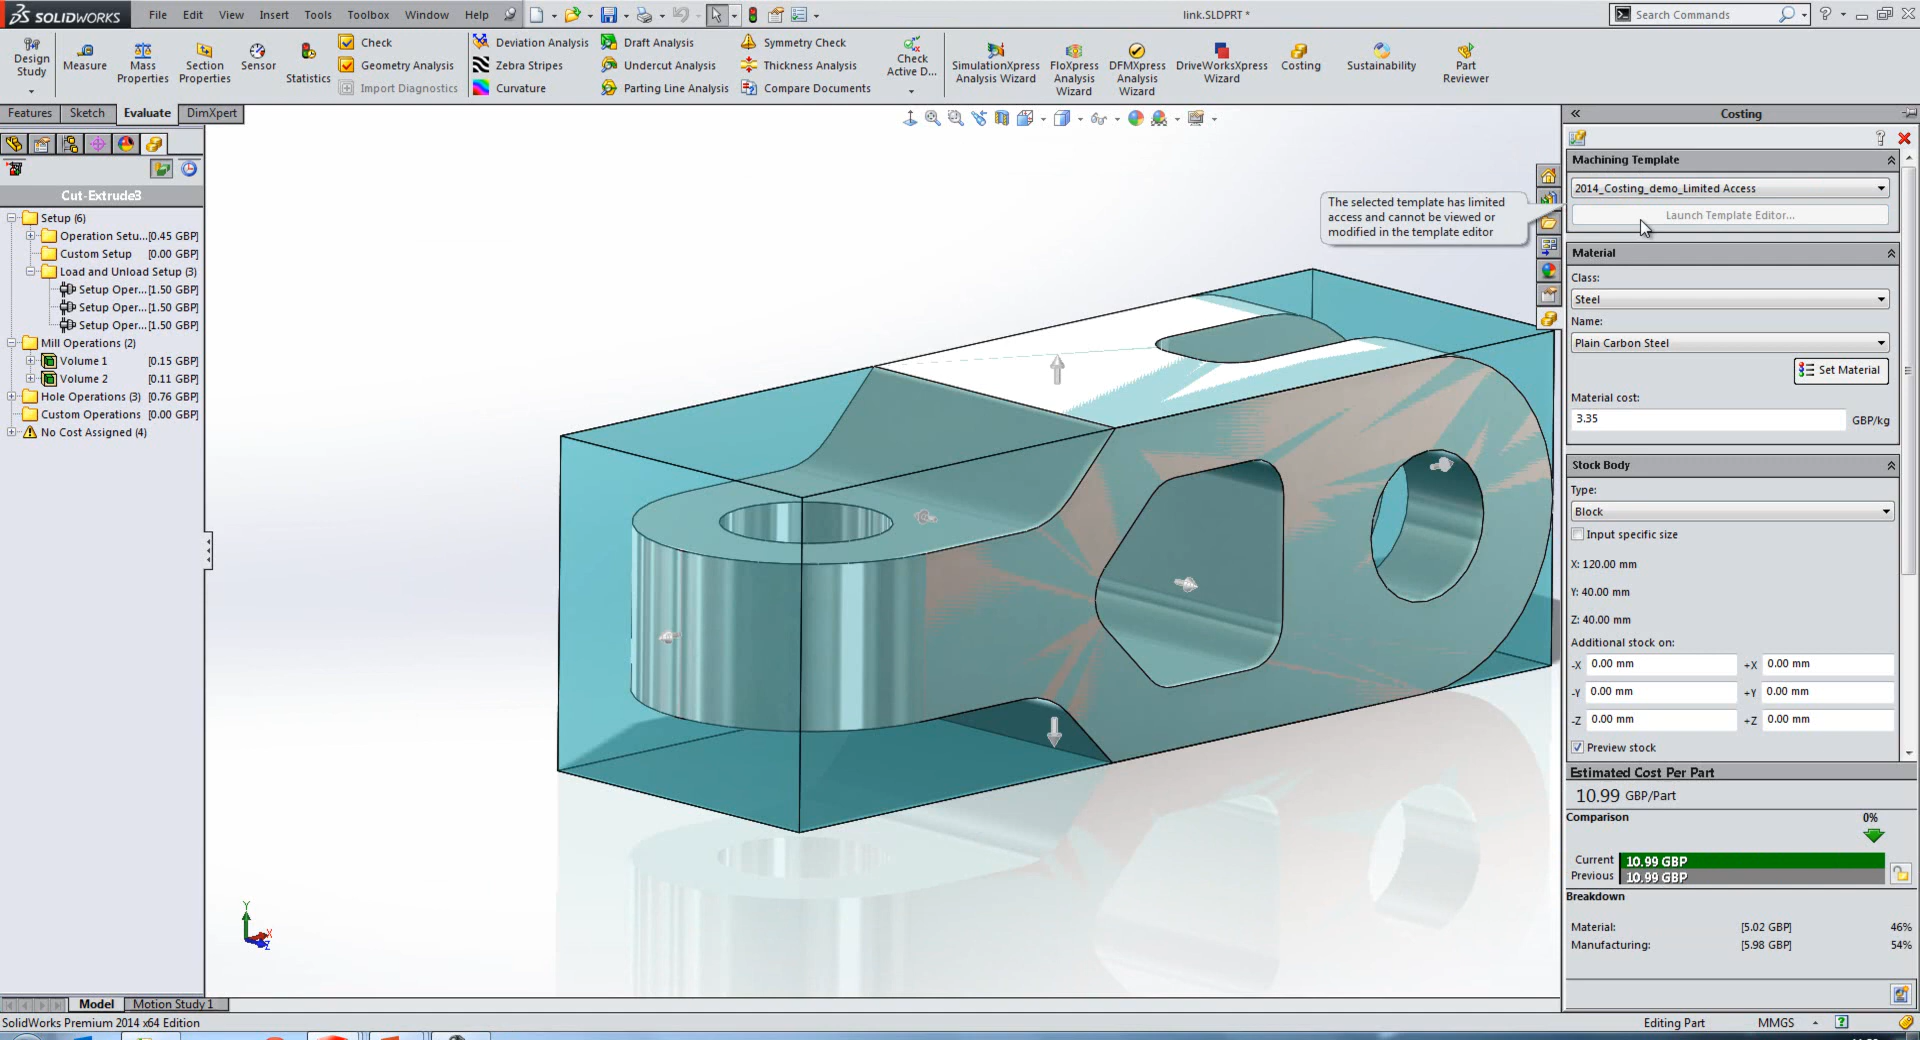 SOLIDWORKS File Edit View Insert Tools Toolbox Window Help link.SLDPRT * Search Commands
Design Study
Measure
Mass Properties
Section Properties
Sensor
Statistics
Check
Geometry Analysis
Import Diagnostics
Deviation Analysis
Zebra Stripes
Curvature
Draft Analysis
Undercut Analysis
Parting Line Analysis
Symmetry Check
Thickness Analysis
Compare Documents
Check Active D...
SimulationXpress Analysis Wizard
FloXpress Analysis Wizard
DFMXpress Analysis Wizard
DriveWorksXpress Wizard
Costing
Sustainability
Part Reviewer
Features Sketch Evaluate DimXpert
Cut-Extrude3
Setup (6)
Operation Setu...[0.45 GBP]
Custom Setup [0.00 GBP]
Load and Unload Setup (3)
Setup Oper...[1.50 GBP]
Setup Oper...[1.50 GBP]
Setup Oper...[1.50 GBP]
Mill Operations (2)
Volume 1 [0.15 GBP]
Volume 2 [0.11 GBP]
Hole Operations (3) [0.76 GBP]
Custom Operations [0.00 GBP]
No Cost Assigned (4)
The selected template has limited
access and cannot be viewed or
modified in the template editor
Y
X
Z
Costing
Machining Template
2014_Costing_demo_Limited Access
Launch Template Editor...
Material
Class:
Steel
Name:
Plain Carbon Steel
Set Material
Material cost:
3.35 GBP/kg
Stock Body
Type:
Block
Input specific size
X: 120.00 mm
Y: 40.00 mm
Z: 40.00 mm
Additional stock on:
-X 0.00 mm +X 0.00 mm
-Y 0.00 mm +Y 0.00 mm
-Z 0.00 mm +Z 0.00 mm
Preview stock
Estimated Cost Per Part
10.99 GBP/Part
Comparison 0%
Current 10.99 GBP
Previous 10.99 GBP
Breakdown
Material: [5.02 GBP] 46%
Manufacturing: [5.98 GBP] 54%
Model Motion Study 1
SolidWorks Premium 2014 x64 Edition Editing Part MMGS